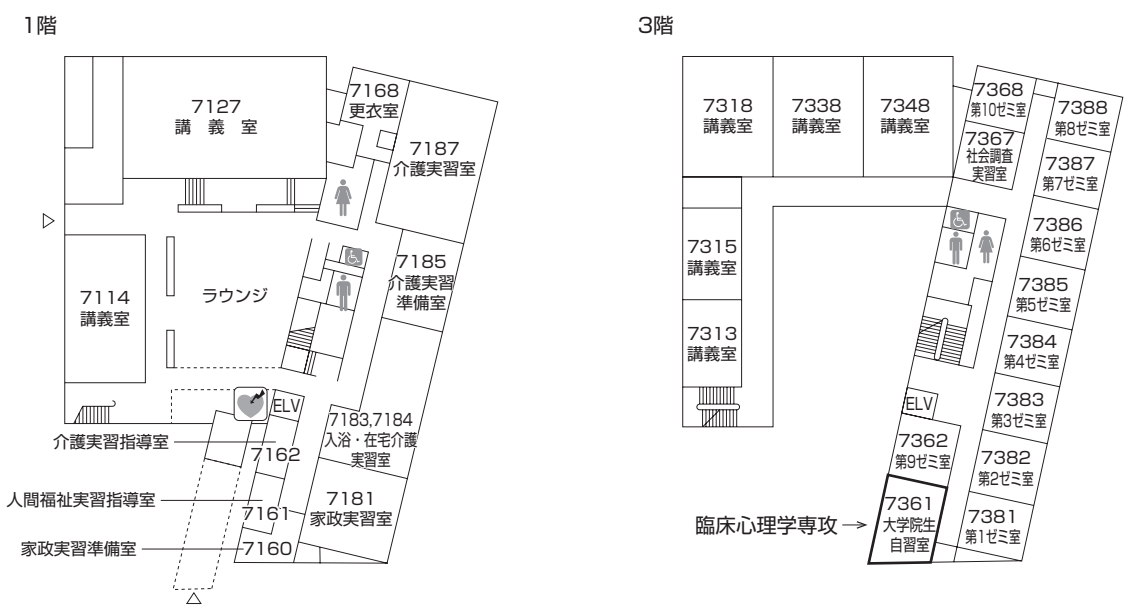 1階
7127
講 義 室
7168
更衣室
7187
介護実習室
7185
介護実習
準備室
ラウンジ
7114
講義室
ELV
7183,7184
入浴・在宅介護
実習室
介護実習指導室
7162
人間福祉実習指導室
7161
7181
家政実習室
家政実習準備室
7160
3階
7318
講義室
7338
講義室
7348
講義室
7368
第10ゼミ室
7367
社会調査
実習室
7388
第8ゼミ室
7387
第7ゼミ室
7386
第6ゼミ室
7315
講義室
7385
第5ゼミ室
7313
講義室
7384
第4ゼミ室
ELV
7383
第3ゼミ室
7362
第9ゼミ室
7382
第2ゼミ室
臨床心理学専攻
7361
大学院生
自習室
7381
第1ゼミ室